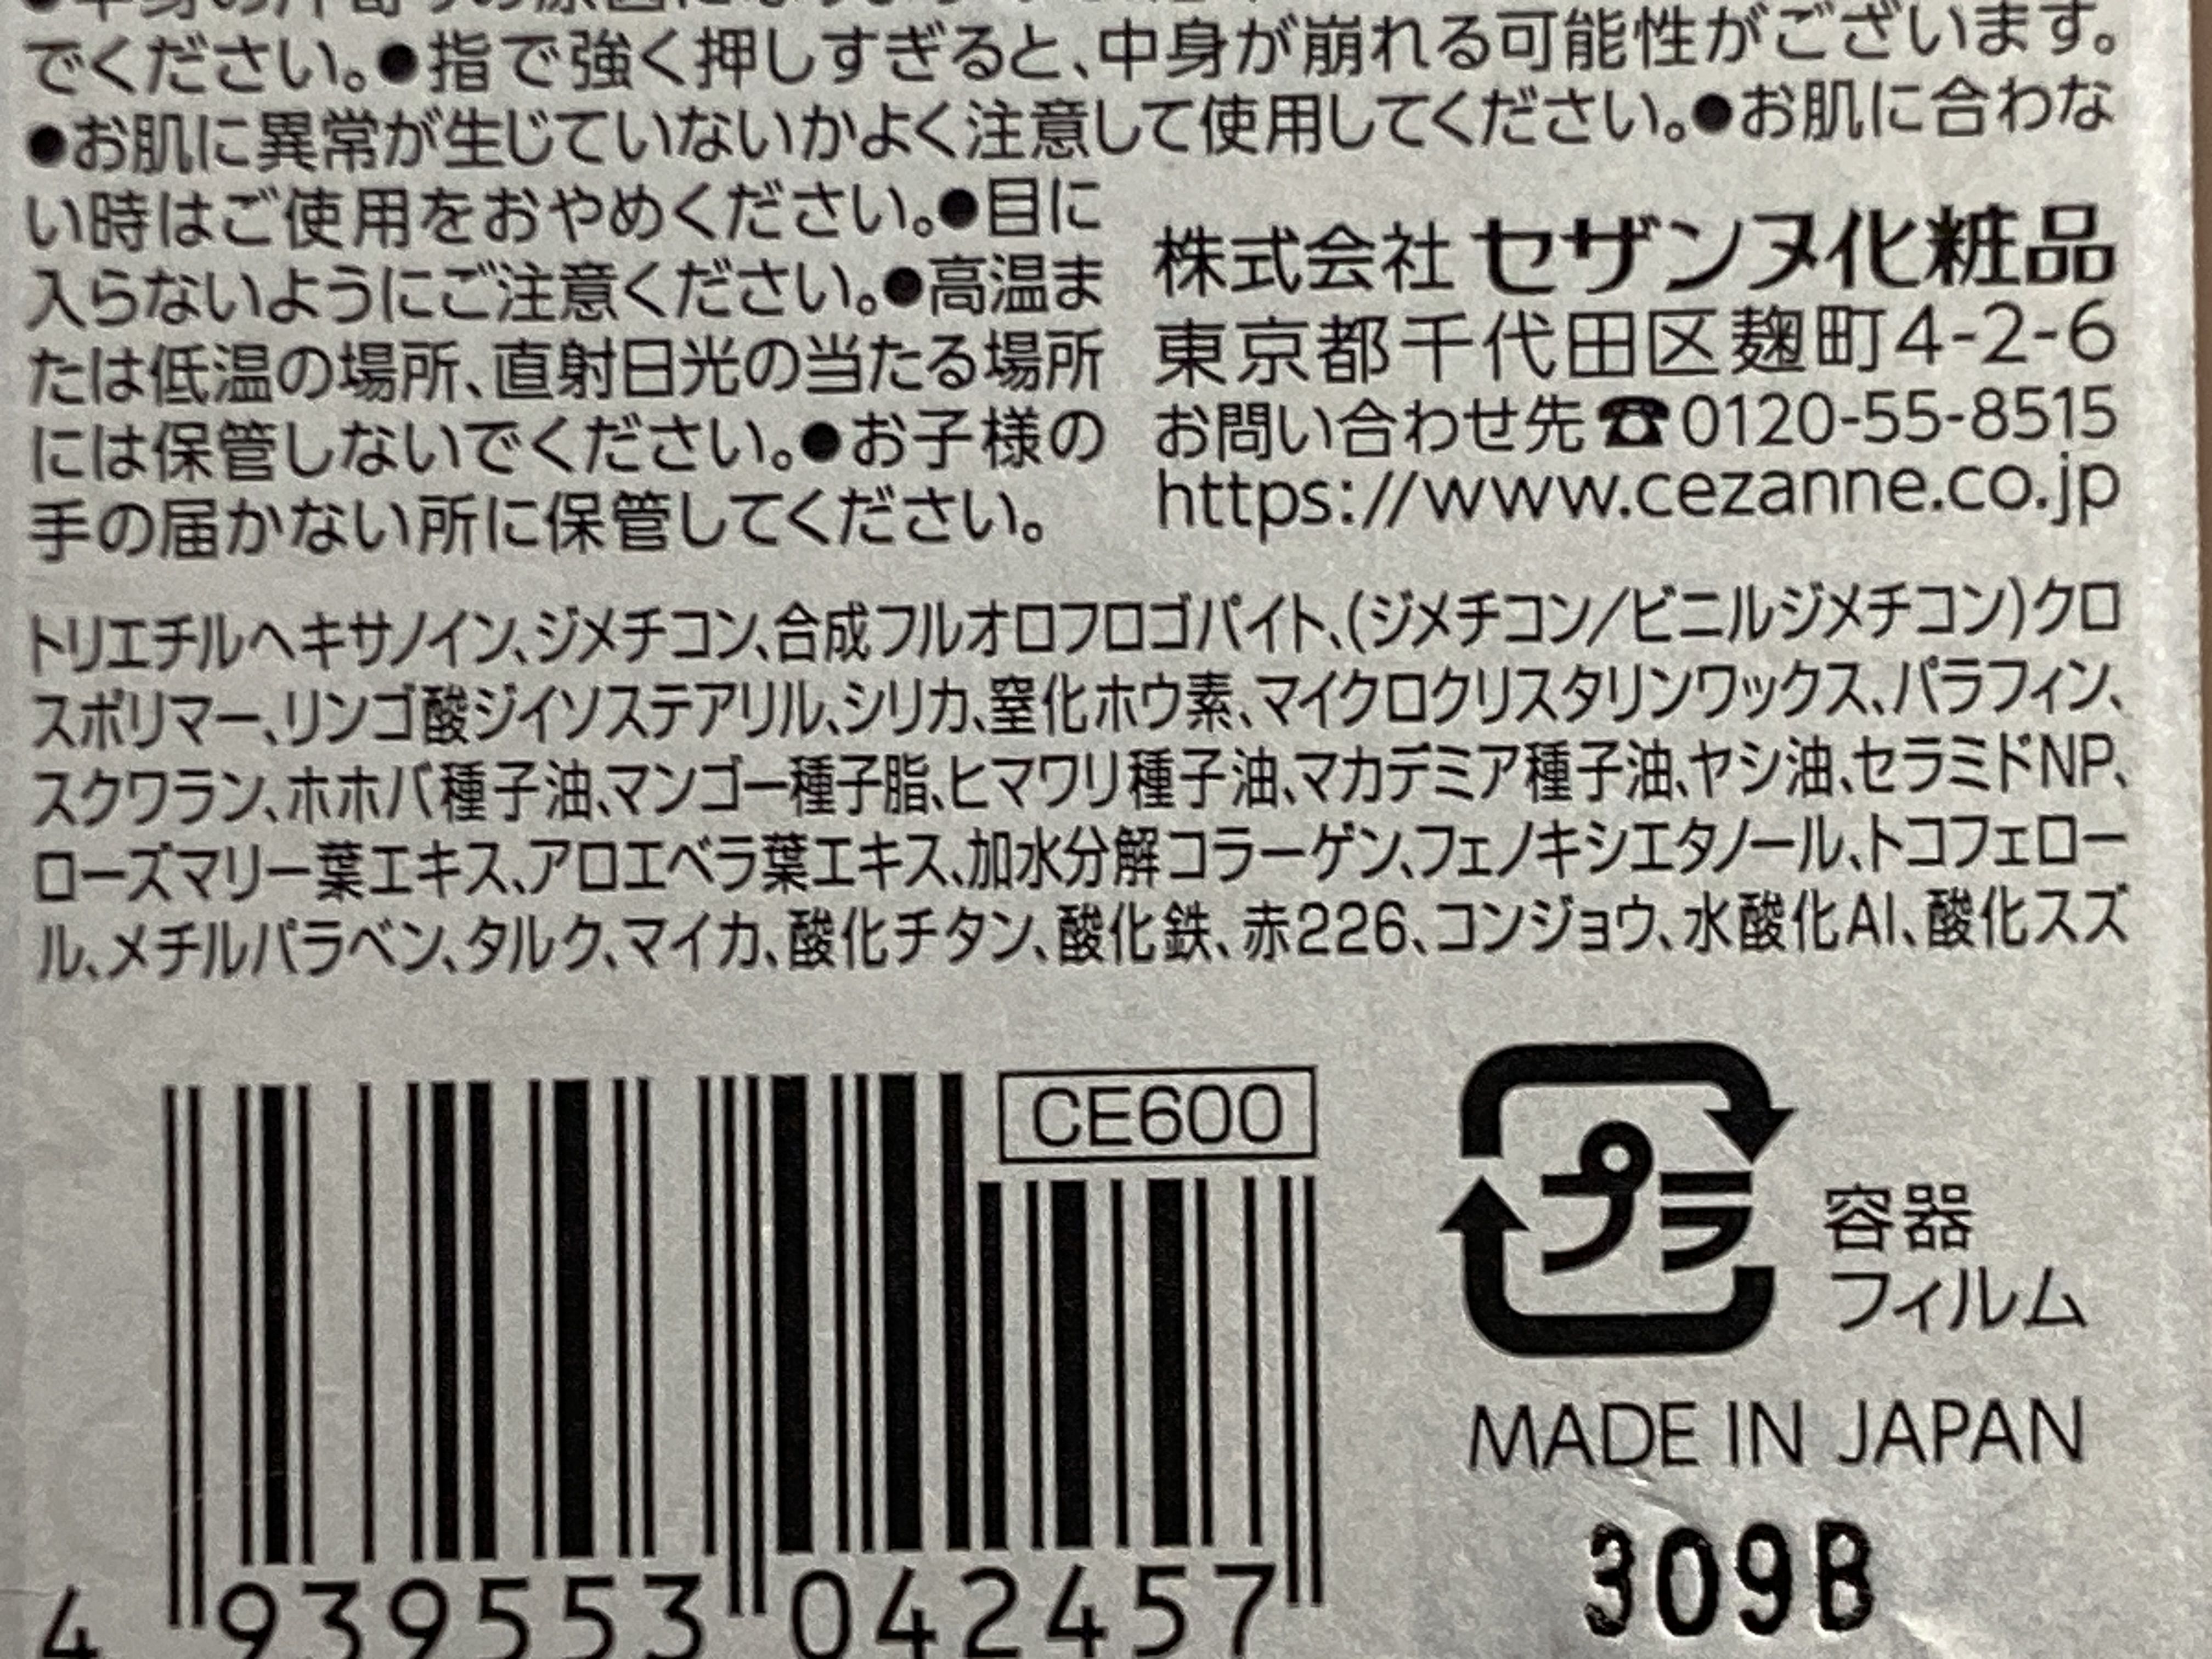 でください。●指で強く押しすぎると、中身が崩れる可能性がございます。
●お肌に異常が生じていないかよく注意して使用してください。●お肌に合わな
い時はご使用をおやめください。●目に
入らないようにご注意ください。●高温ま
たは低温の場所、直射日光の当たる場所
には保管しないでください。●お子様の
手の届かない所に保管してください。
株式会社 セザンヌ化粧品
東京都千代田区麹町4-2-6
お問い合わせ先☎0120-55-8515
https://www.cezanne.co.jp
トリエチルヘキサノイン、ジメチコン、合成フルオロフロゴパイト、(ジメチコン/ビニルジメチコン)クロ
スポリマー、リンゴ酸ジイソステアリル、シリカ、窒化ホウ素、マイクロクリスタリンワックス、パラフィン、
スクワラン、ホホバ種子油、マンゴー種子脂、ヒマワリ種子油、マカデミア種子油、ヤシ油、セラミドNP、
ローズマリー葉エキス、アロエベラ葉エキス、加水分解コラーゲン、フェノキシエタノール、トコフェロー
ル、メチルパラベン、タルク、マイカ、酸化チタン、酸化鉄、赤226、コンジョウ、水酸化Al、酸化スズ
CE600
プラ
容器
フィルム
MADE IN JAPAN
309B
4 939553 042457